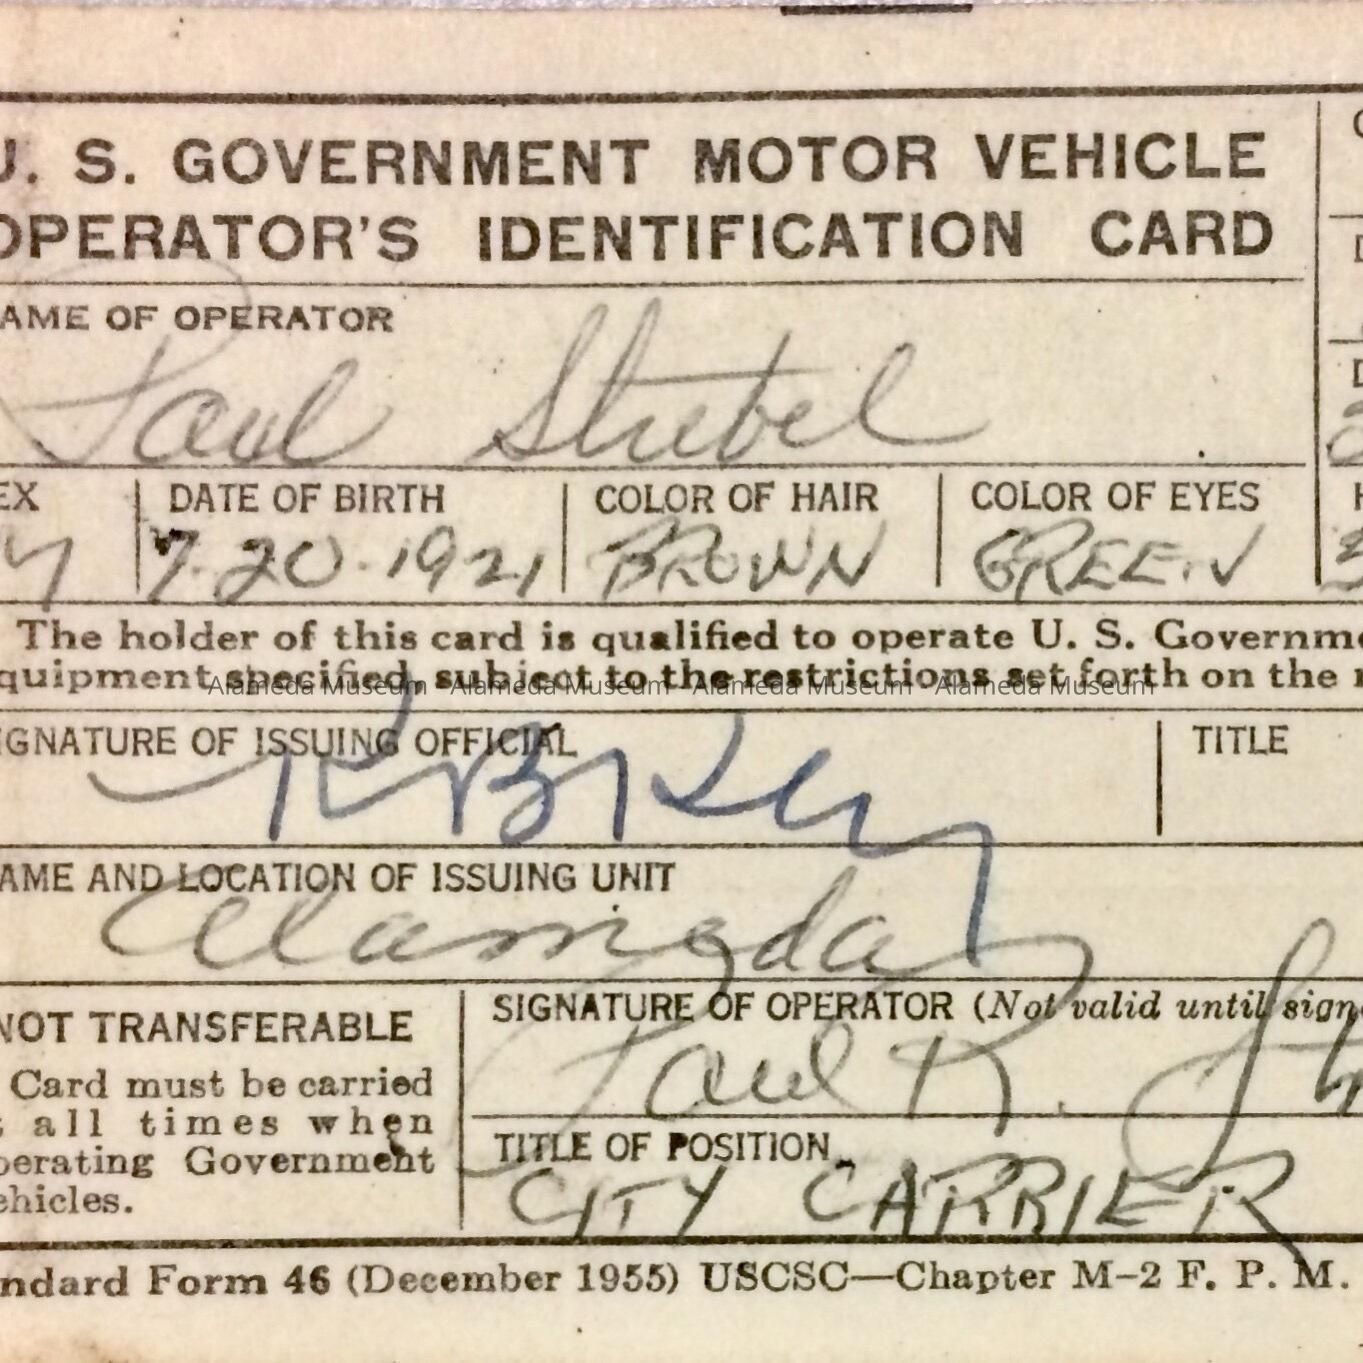 U. S. GOVERNMENT MOTOR VEHICLE
OPERATOR'S IDENTIFICATION CARD
AME OF OPERATOR
Paul Stubel
EX DATE OF BIRTH COLOR OF HAIR COLOR OF EYES
M 7-20-1921 BROWN GREEN
The holder of this card is qualified to operate U. S. Governme
quipment specified, subject to the restrictions set forth on the r
Alameda Museum - Alameda Museum - Alameda Museum - Alameda Museum
IGNATURE OF ISSUING OFFICIAL TITLE
AME AND LOCATION OF ISSUING UNIT
Alameda
NOT TRANSFERABLE
Card must be carried
t all times when
perating Government
ehicles.
SIGNATURE OF OPERATOR (Not valid until sign
Paul R. St
TITLE OF POSITION
CITY CARRIER
ndard Form 46 (December 1955) USCSC—Chapter M-2 F. P. M.